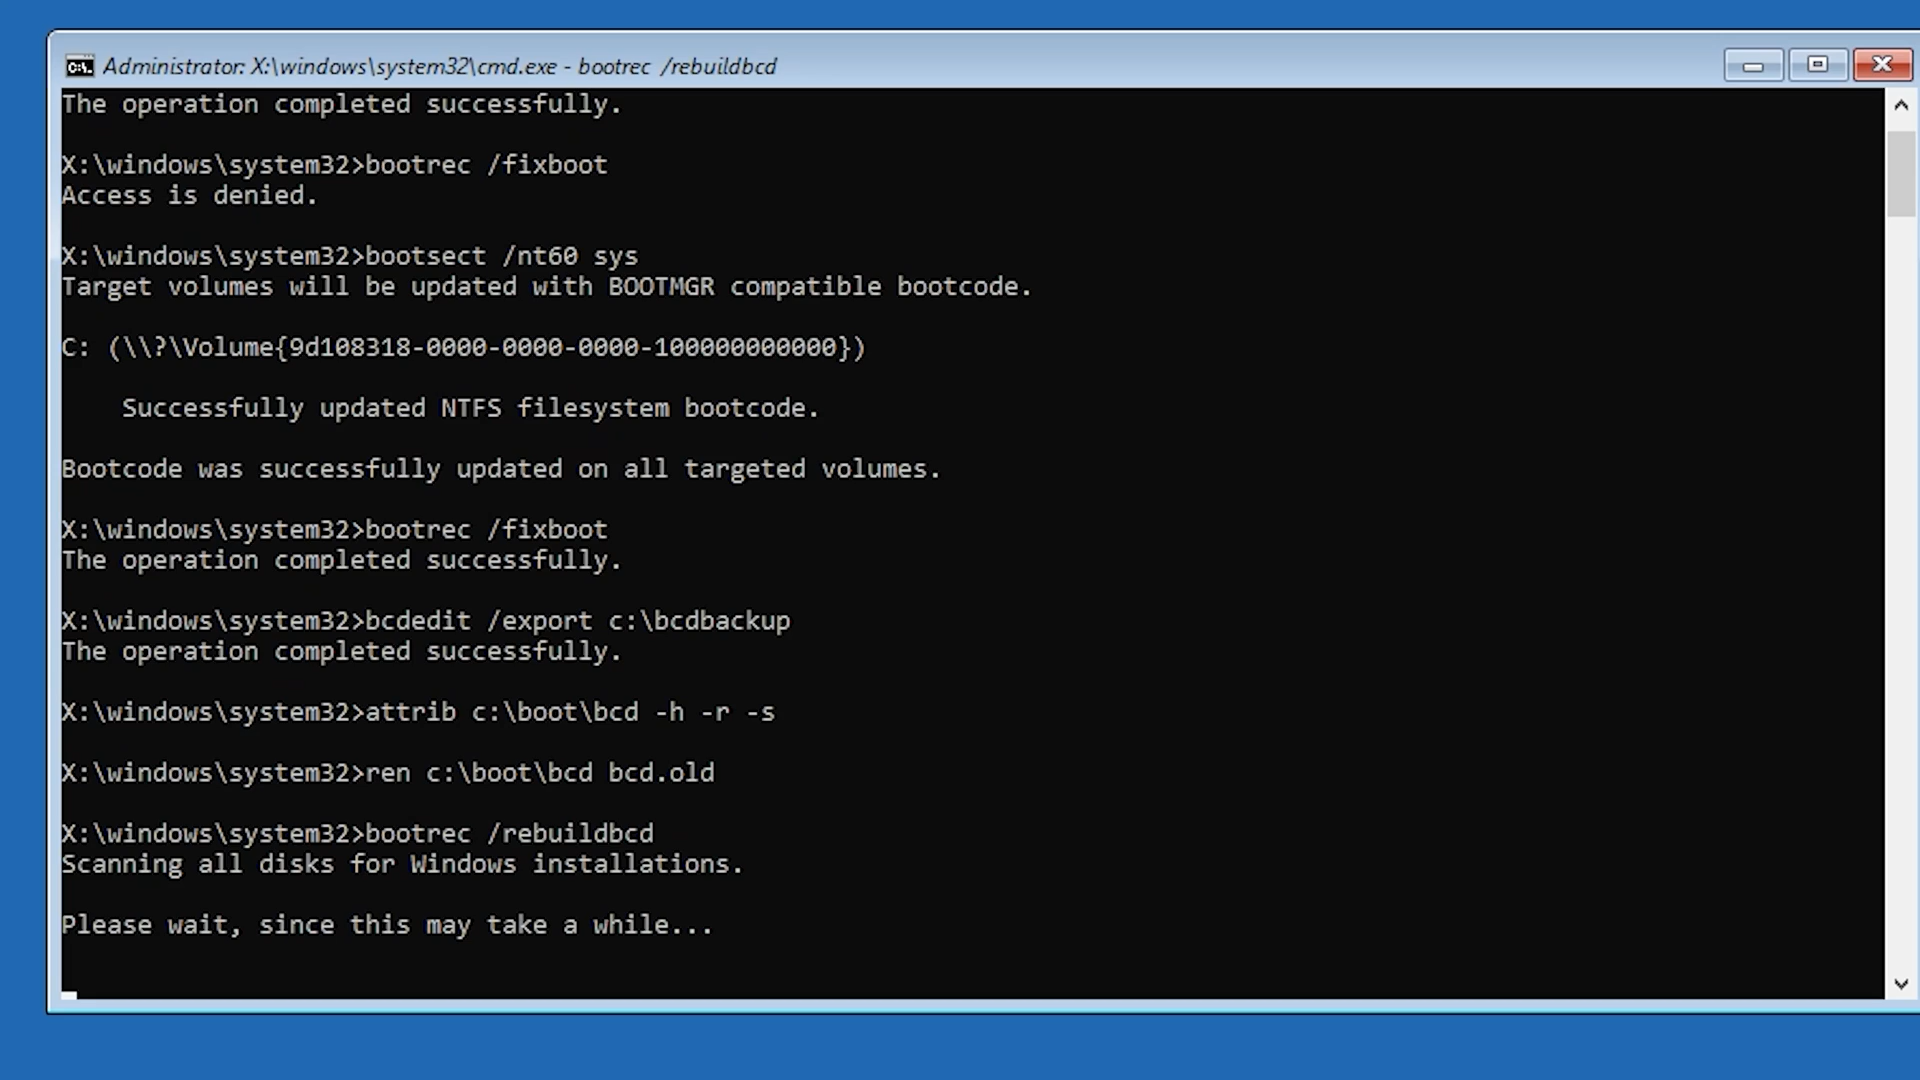 Administrator: X:\windows\system32\cmd.exe - bootrec /rebuildbcd
The operation completed successfully.
X:\windows\system32>bootrec /fixboot
Access is denied.
X:\windows\system32>bootsect /nt60 sys
Target volumes will be updated with BOOTMGR compatible bootcode.
C: (\\?\Volume{9d108318-0000-0000-0000-100000000000})
Successfully updated NTFS filesystem bootcode.
Bootcode was successfully updated on all targeted volumes.
X:\windows\system32>bootrec /fixboot
The operation completed successfully.
X:\windows\system32>bcdedit /export c:\bcdbackup
The operation completed successfully.
X:\windows\system32>attrib c:\boot\bcd -h -r -s
X:\windows\system32>ren c:\boot\bcd bcd.old
X:\windows\system32>bootrec /rebuildbcd
Scanning all disks for Windows installations.
Please wait, since this may take a while...